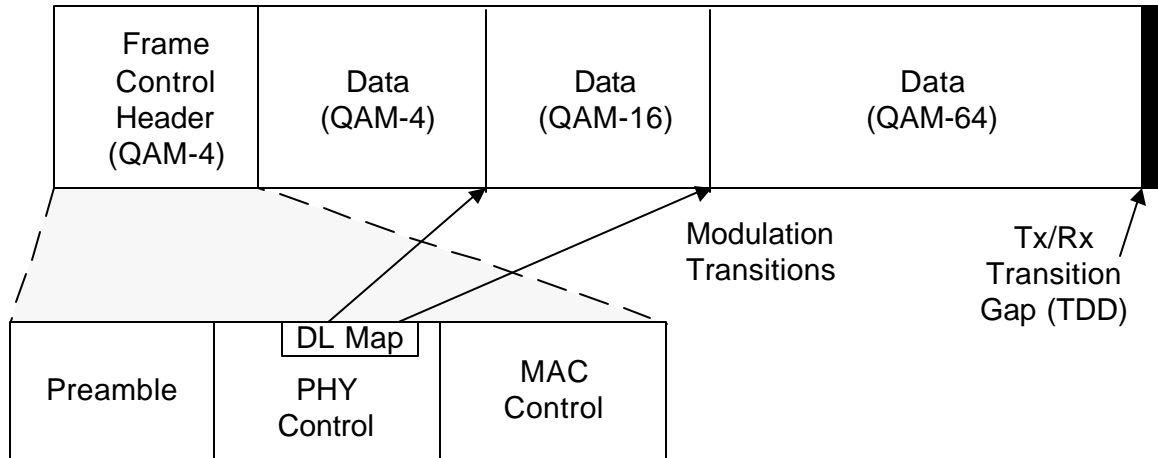 Frame
Control
Header
(QAM-4)
Data
(QAM-4)
Data
(QAM-16)
Data
(QAM-64)
Modulation
Transitions
Tx/Rx
Transition
Gap (TDD)
Preamble
DL Map
PHY
Control
MAC
Control